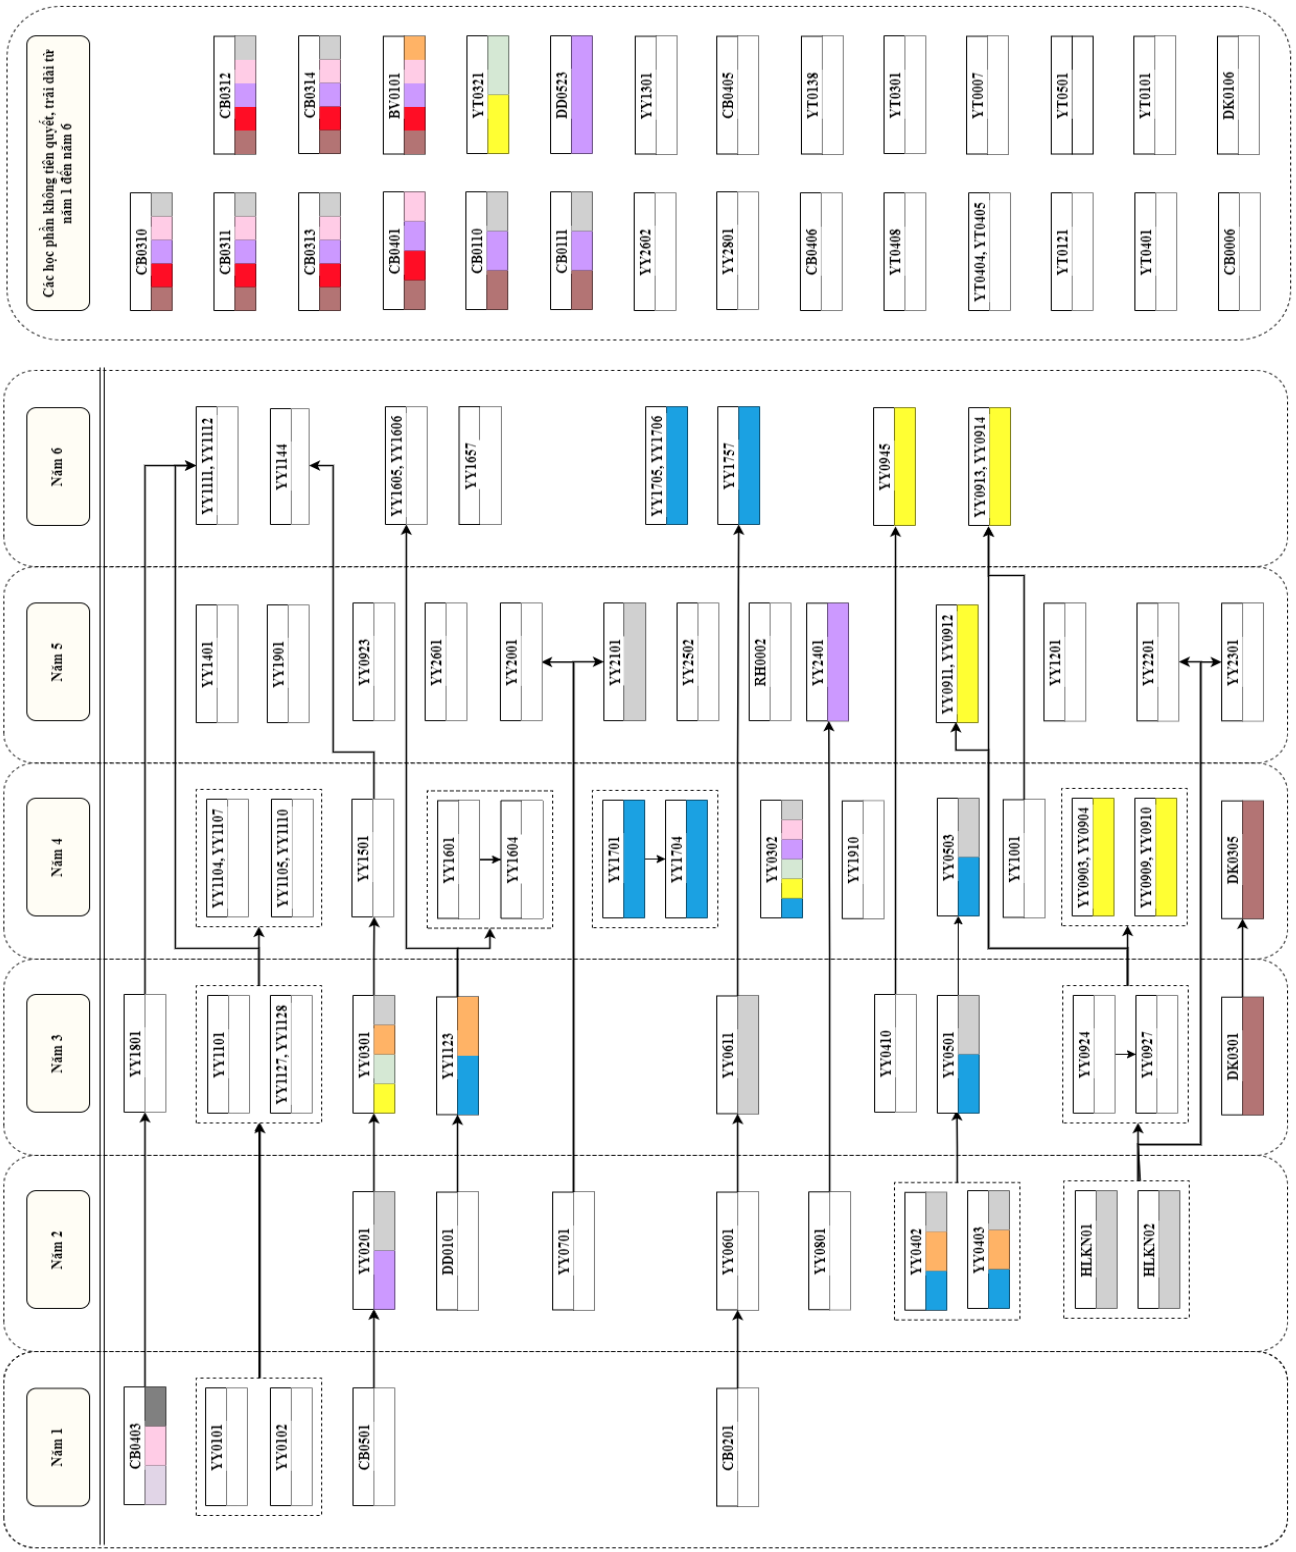 Năm 1
CB0403
YY0101
YY0102
CB0501
CB0201
Năm 2
YY0201
DD0101
YY0701
YY0601
YY0801
YY0402
YY0403
HLKN01
HLKN02
Năm 3
YY1801
YY1101
YY1127, YY1128
YY0301
YY1123
YY0611
YY0410
YY0501
YY0924
YY0927
DK0301
Năm 4
YY1104, YY1107
YY1105, YY1110
YY1501
YY1601
YY1604
YY1701
YY1704
YY0302
YY1910
YY0503
YY1001
YY0903, YY0904
YY0909, YY0910
DK0305
Năm 5
YY1401
YY1901
YY0923
YY2601
YY2001
YY2101
YY2502
RH0002
YY2401
YY0911, YY0912
YY1201
YY2201
YY2301
Năm 6
YY1111, YY1112
YY1144
YY1605, YY1606
YY1657
YY1705, YY1706
YY1757
YY0945
YY0913, YY0914
Các học phần không tiên quyết, trải dài từ
năm 1 đến năm 6
CB0310
CB0311
CB0312
CB0313
CB0314
CB0401
BV0101
CB0110
YT0321
CB0111
DD0523
YY2602
YY1301
YY2801
CB0405
CB0406
YT0138
YT0408
YT0301
YT0404, YT0405
YT0007
YT0121
YT0501
YT0401
YT0101
CB0006
DK0106